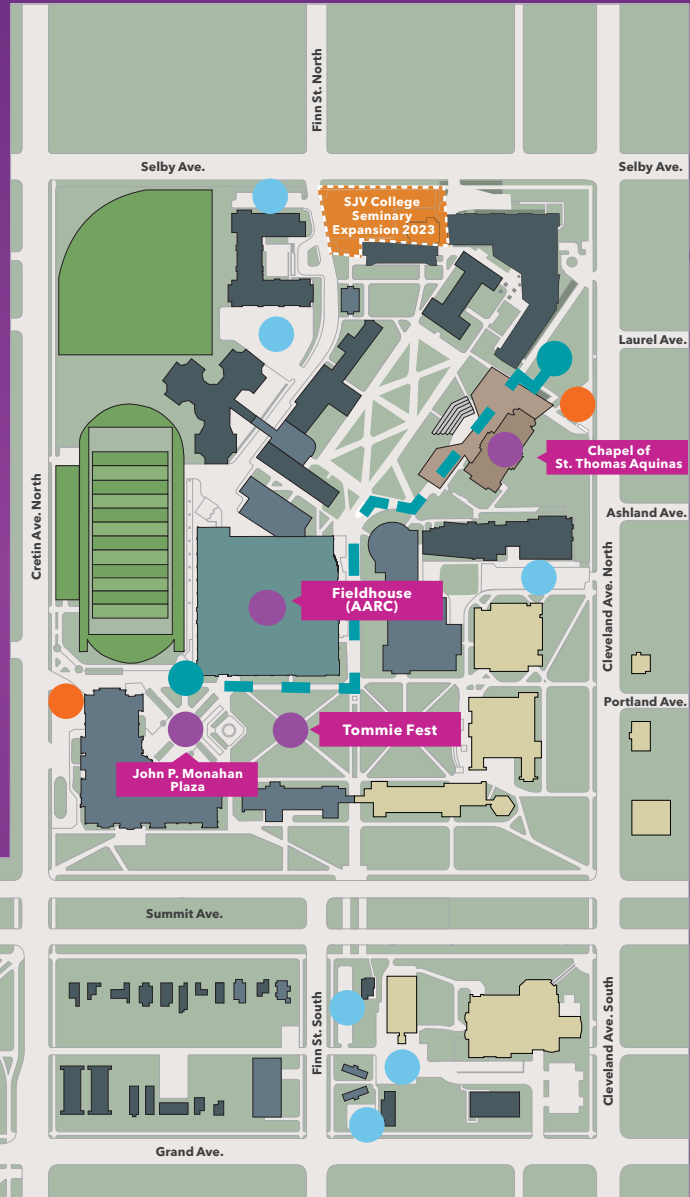 Finn St. North
Selby Ave.
Selby Ave.
SJV College
Seminary
Expansion 2023
Laurel Ave.
Chapel of
St. Thomas Aquinas
Cretin Ave. North
Ashland Ave.
Cleveland Ave. North
Fieldhouse
(AARC)
Portland Ave.
Tommie Fest
John P. Monahan
Plaza
Summit Ave.
Finn St. South
Cleveland Ave. South
Grand Ave.